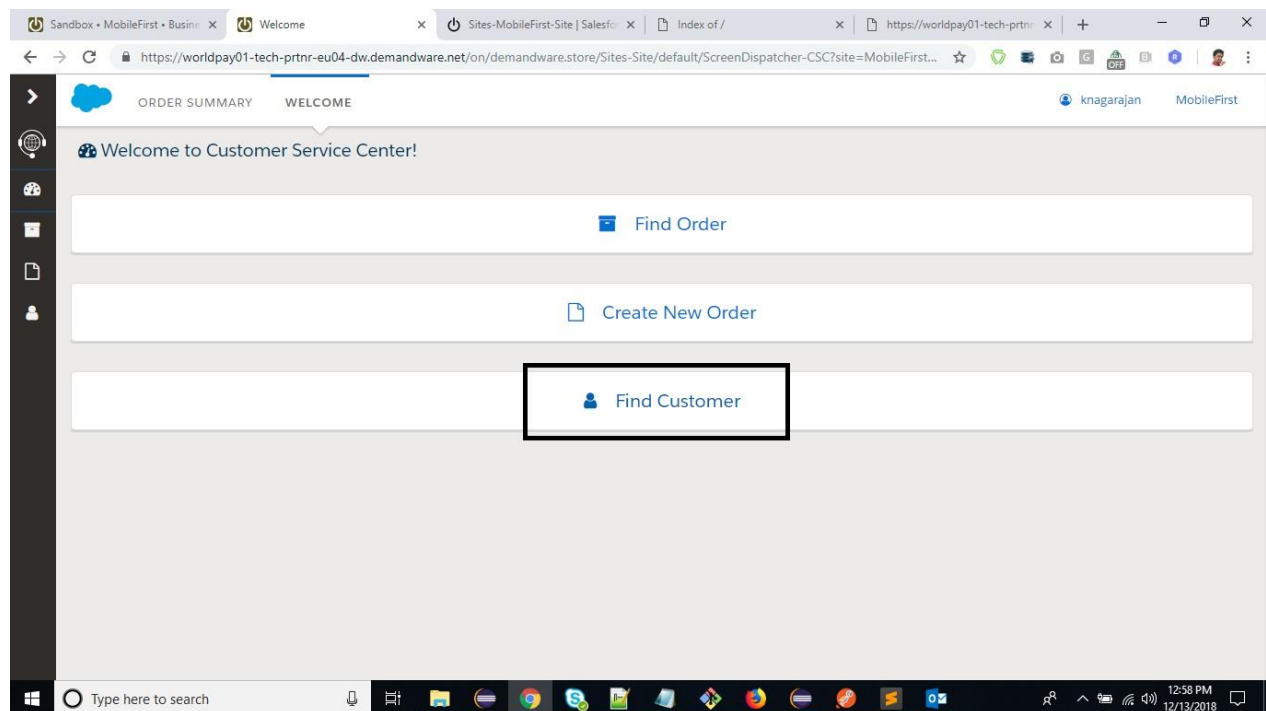 Sandbox • MobileFirst • Busine
Welcome
Sites-MobileFirst-Site | Salesfo
Index of /
https://worldpay01-tech-prtnr
https://worldpay01-tech-prtnr-eu04-dw.demandware.net/on/demandware.store/Sites-Site/default/ScreenDispatcher-CSC?site=MobileFirst...
OFF
ORDER SUMMARY
WELCOME
knagarajan
MobileFirst
Welcome to Customer Service Center!
Find Order
Create New Order
Find Customer
Type here to search
12:58 PM
12/13/2018